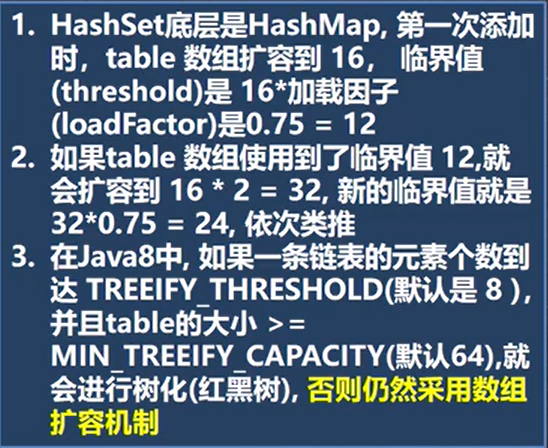 1. HashSet底层是HashMap, 第一次添加
时，table 数组扩容到 16， 临界值
(threshold)是 16*加载因子
(loadFactor)是0.75 = 12
2. 如果table 数组使用到了临界值 12,就
会扩容到 16 * 2 = 32, 新的临界值就是
32*0.75 = 24, 依次类推
3. 在Java8中, 如果一条链表的元素个数到
达 TREEIFY_THRESHOLD(默认是 8 ),
并且table的大小 >=
MIN_TREEIFY_CAPACITY(默认64),就
会进行树化(红黑树), 否则仍然采用数组
扩容机制